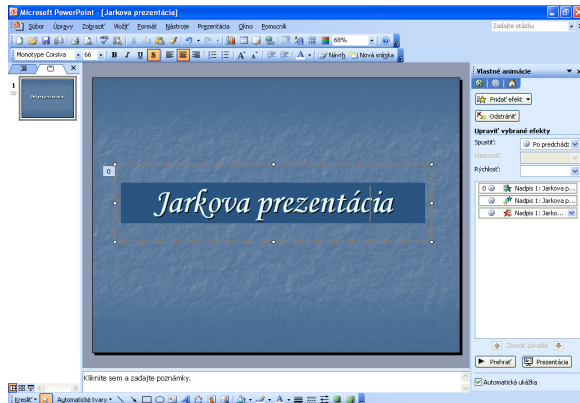 Microsoft PowerPoint - [Jarkova prezentácia]
Súbor Úpravy Zobraziť Vložiť Formát Nástroje Prezentácia Okno Pomocník
Zadajte otázku
68%
Monotype Corsiva 66 B I U S A Návrh Nová snímka
1
0
Jarkova prezentácia
Vlastné animácie
Pridať efekt
Odstrániť
Upraviť vybrané efekty
Spustiť: Po predchádz
Vlastnosť:
Rýchlosť:
0 Nadpis 1: Jarkova p...
Nadpis 1: Jarkova p...
Nadpis 1: Jarko...
Zmeniť poradie
Prehrať Prezentácia
Automatická ukážka
Kliknite sem a zadajte poznámky.
Kresliť Automatické tvary